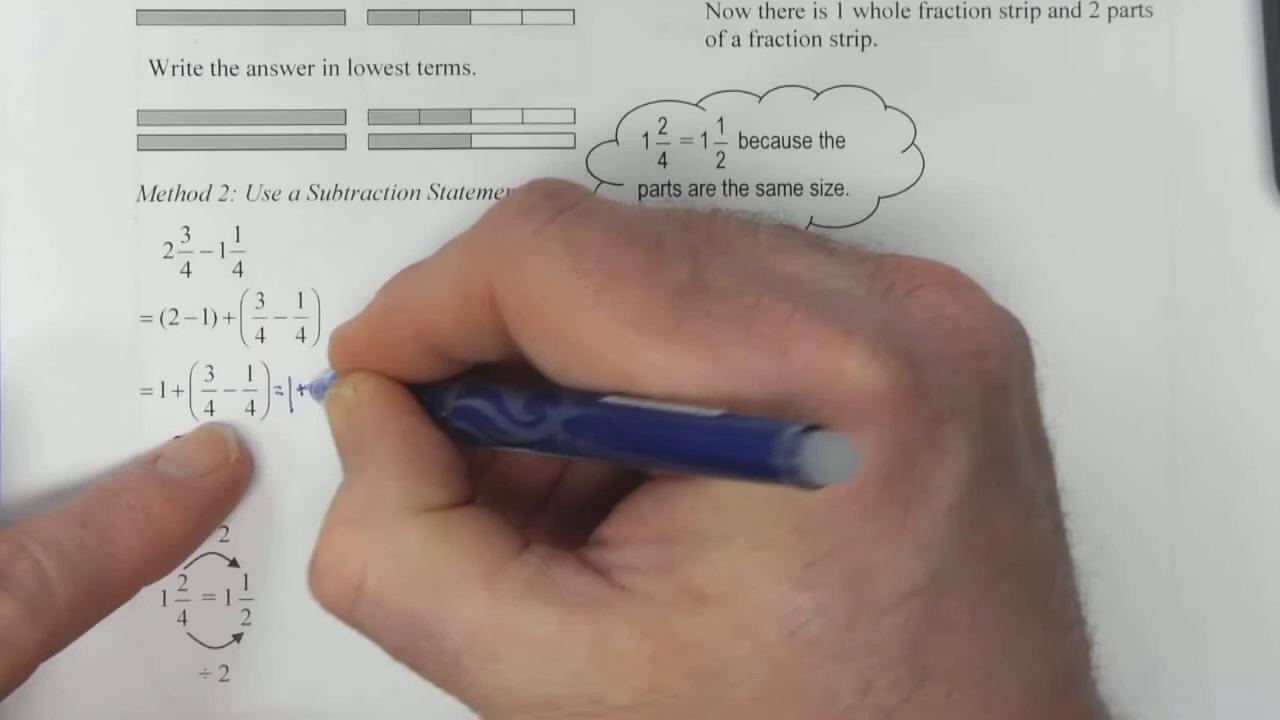 Now there is 1 whole fraction strip and 2 parts
of a fraction strip.
Write the answer in lowest terms.
1 2/4 = 1 1/2 because the
parts are the same size.
Method 2: Use a Subtraction
2 3/4 − 1 1/4
= (2 − 1) + (3/4 − 1/4)
= 1 + (3/4 − 1/4) = 1 +
2
1 2/4 = 1 1/2
÷ 2